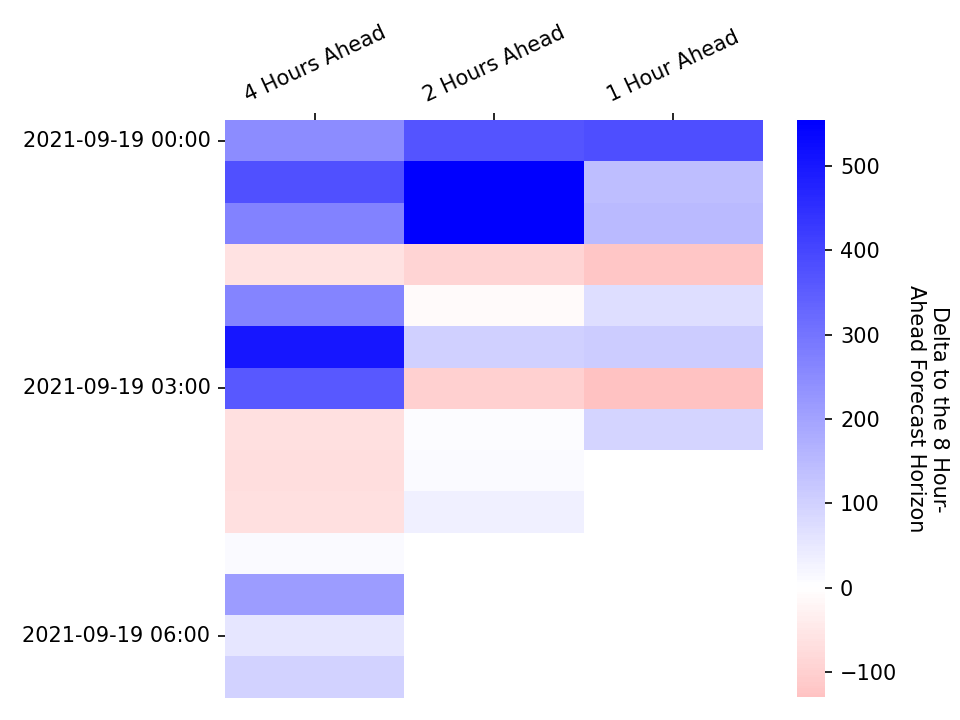 4 Hours Ahead
2 Hours Ahead
1 Hour Ahead
2021-09-19 00:00
2021-09-19 03:00
2021-09-19 06:00
500
400
300
200
100
0
−100
Delta to the 8 Hour-
Ahead Forecast Horizon